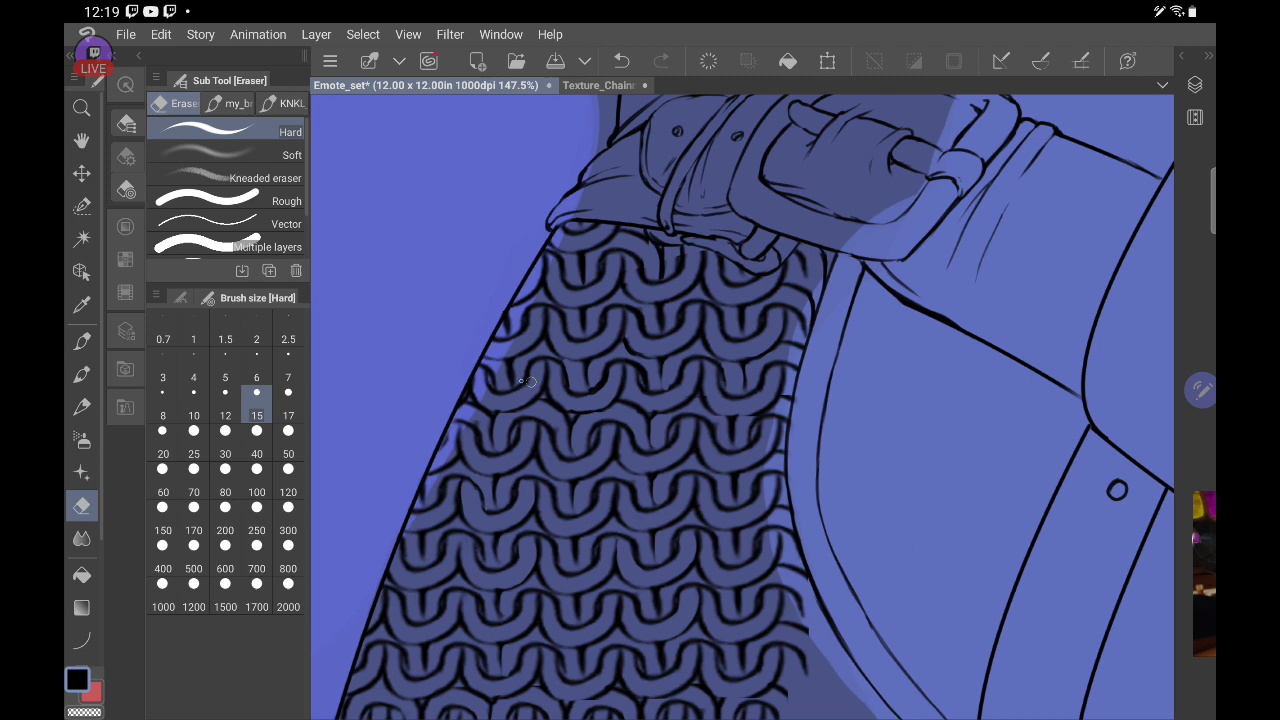 12:19
File Edit Story Animation Layer Select View Filter Window Help
LIVE
Sub Tool [Eraser]
Emote_set* (12.00 x 12.00in 1000dpi 147.5%)
Texture_Chain
Erase my_b KNKL
Hard
Soft
Kneaded eraser
Rough
Vector
Multiple layers
Brush size [Hard]
0.7 1 1.5 2 2.5
3 4 5 6 7
8 10 12 15 17
20 25 30 40 50
60 70 80 100 120
150 170 200 250 300
400 500 600 700 800
1000 1200 1500 1700 2000